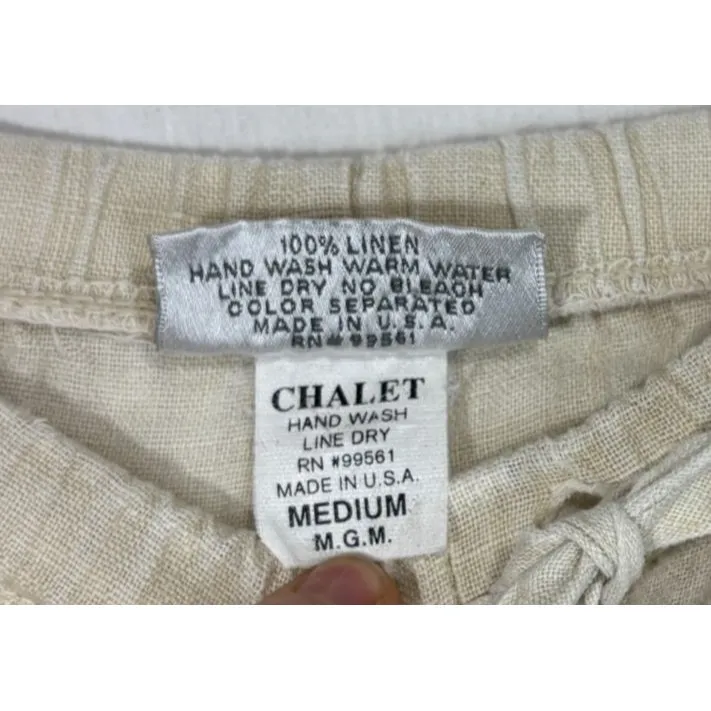 100% LINEN
HAND WASH WARM WATER
LINE DRY NO BLEACH
COLOR SEPARATED
MADE IN U.S.A.
RN# 99561
CHALET
HAND WASH
LINE DRY
RN #99561
MADE IN U.S.A.
MEDIUM
M.G.M.